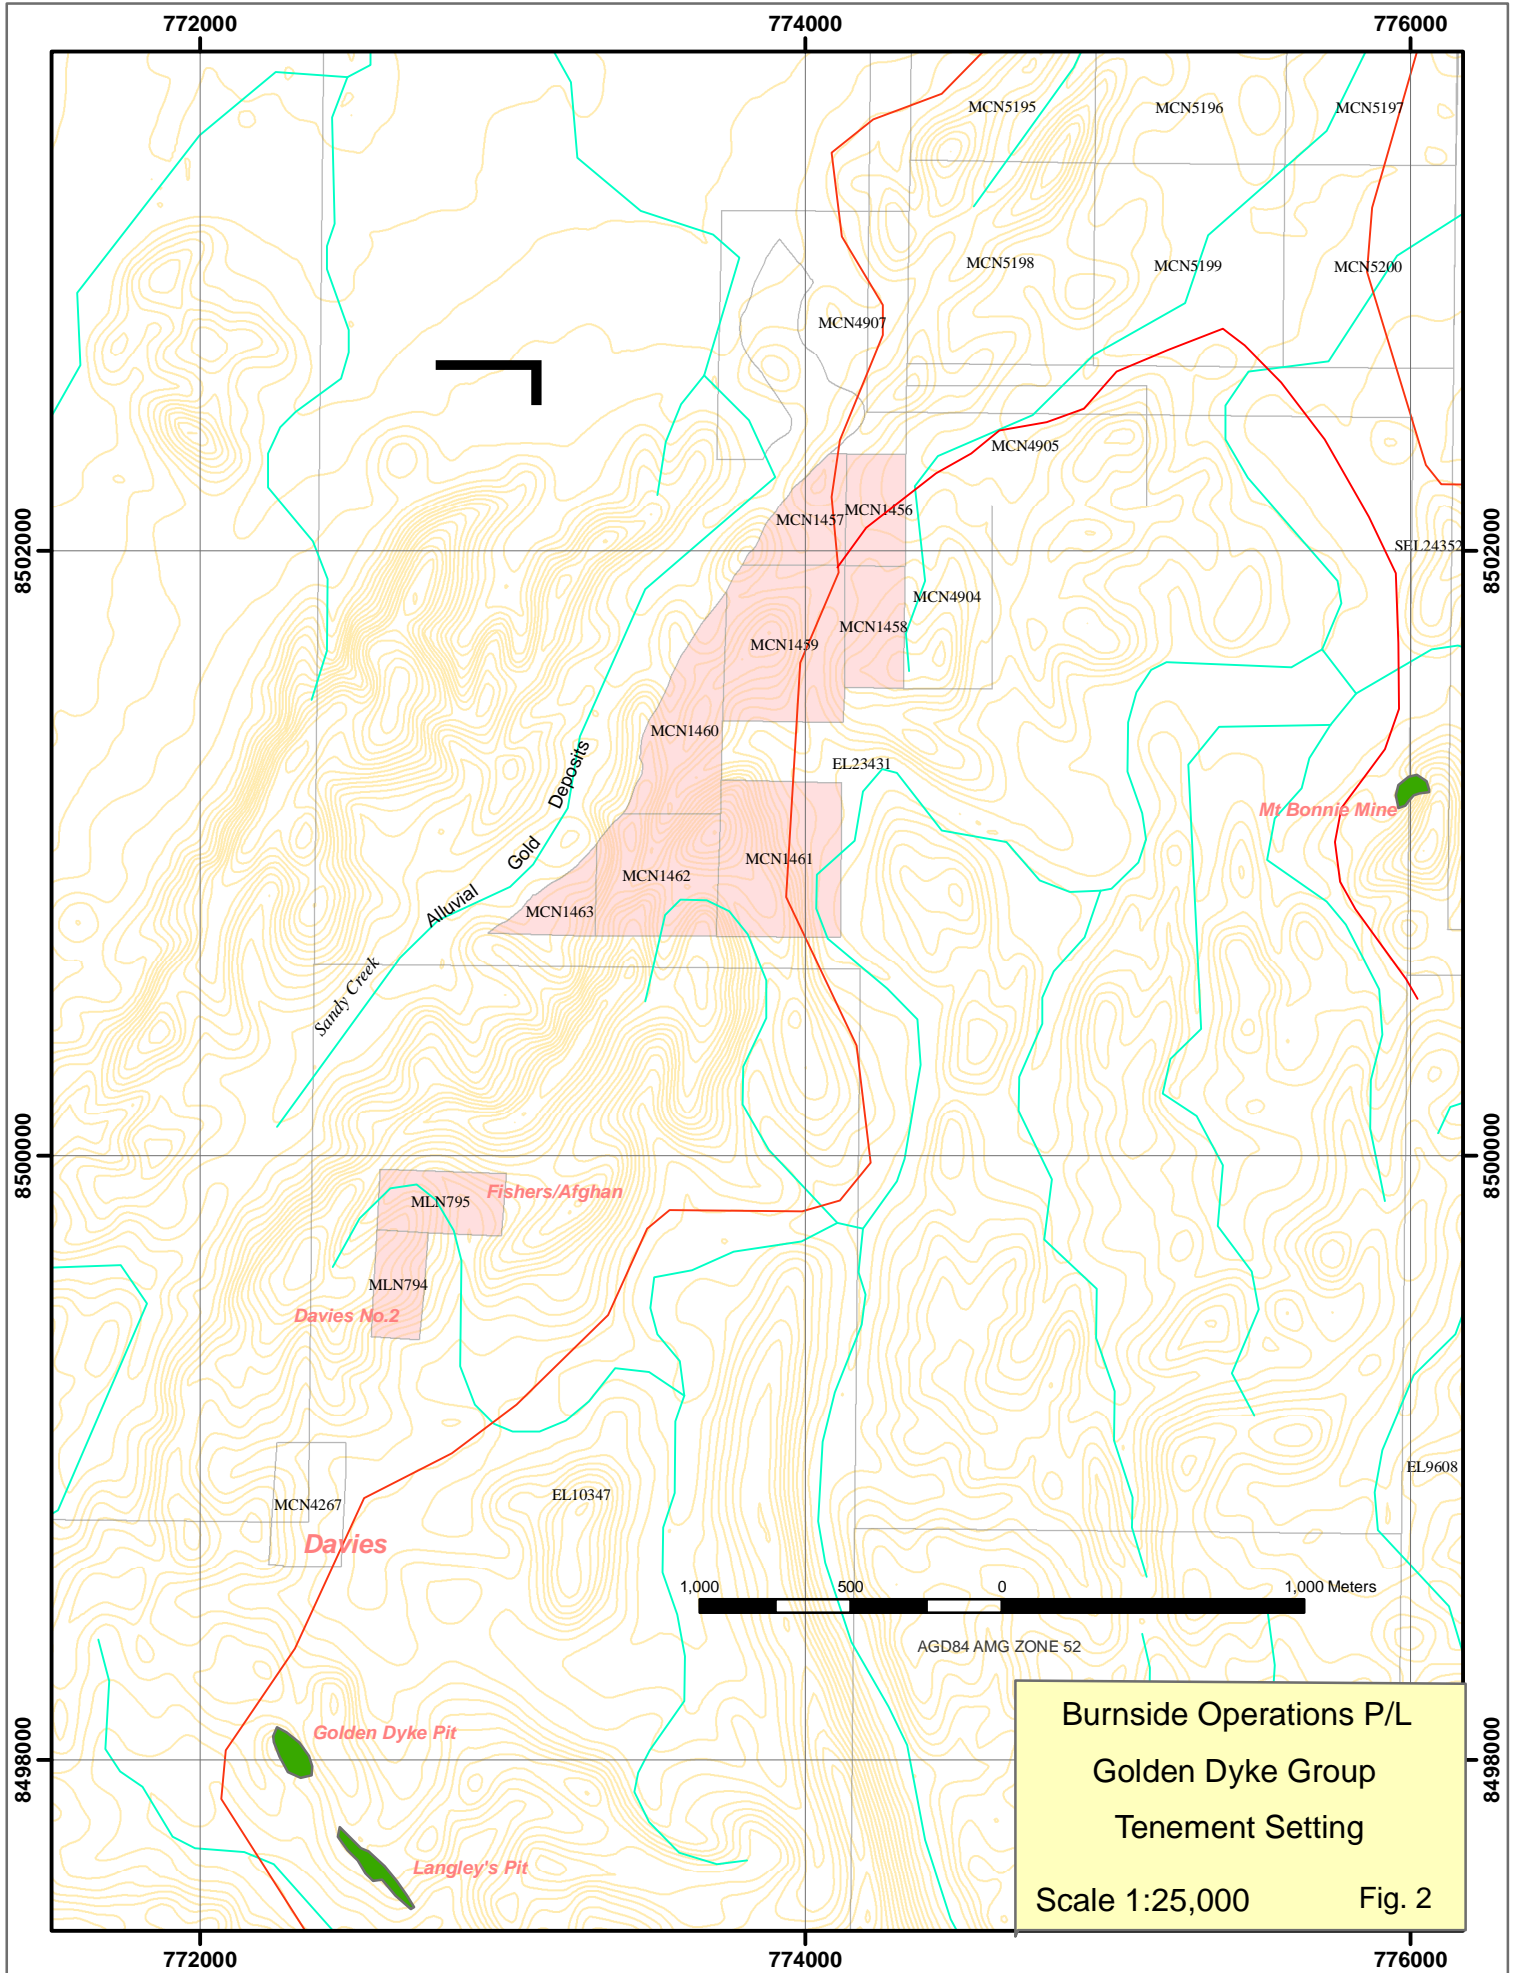 772000
774000
776000
MCN5195
MCN5196
MCN5197
MCN5198
MCN5199
MCN5200
MCN4907
MCN4905
MCN1457
MCN1456
8502000
8502000
SEL24352
MCN4904
MCN1458
MCN1459
MCN1460
EL23431
Mt Bonnie Mine
MCN1461
MCN1462
MCN1463
Sandy Creek
Alluvial
Gold
Deposits
8500000
8500000
Fishers/Afghan
MLN795
MLN794
Davies No.2
EL9608
EL10347
MCN4267
Davies
1,000
500
0
1,000 Meters
AGD84 AMG ZONE 52
Golden Dyke Pit
Langley's Pit
8498000
8498000
Burnside Operations P/L
Golden Dyke Group
Tenement Setting
Scale 1:25,000
Fig. 2
772000
774000
776000